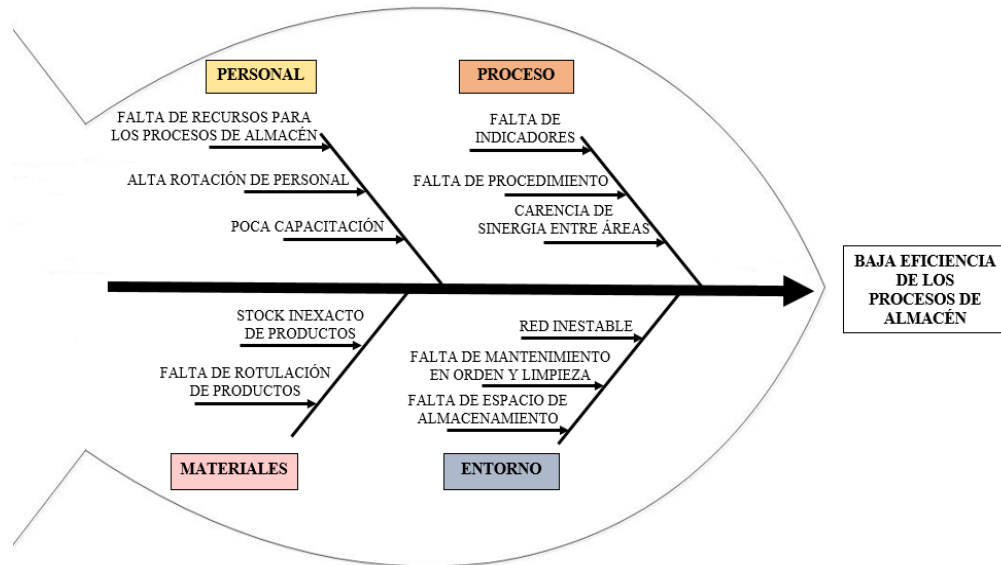 PERSONAL
FALTA DE RECURSOS PARA
LOS PROCESOS DE ALMACÉN
ALTA ROTACIÓN DE PERSONAL
POCA CAPACITACIÓN
PROCESO
FALTA DE
INDICADORES
FALTA DE PROCEDIMIENTO
CARENCIA DE
SINERGIA ENTRE ÁREAS
BAJA EFICIENCIA
DE LOS
PROCESOS DE
ALMACÉN
STOCK INEXACTO
DE PRODUCTOS
FALTA DE ROTULACIÓN
DE PRODUCTOS
MATERIALES
RED INESTABLE
FALTA DE MANTENIMIENTO
EN ORDEN Y LIMPIEZA
FALTA DE ESPACIO DE
ALMACENAMIENTO
ENTORNO